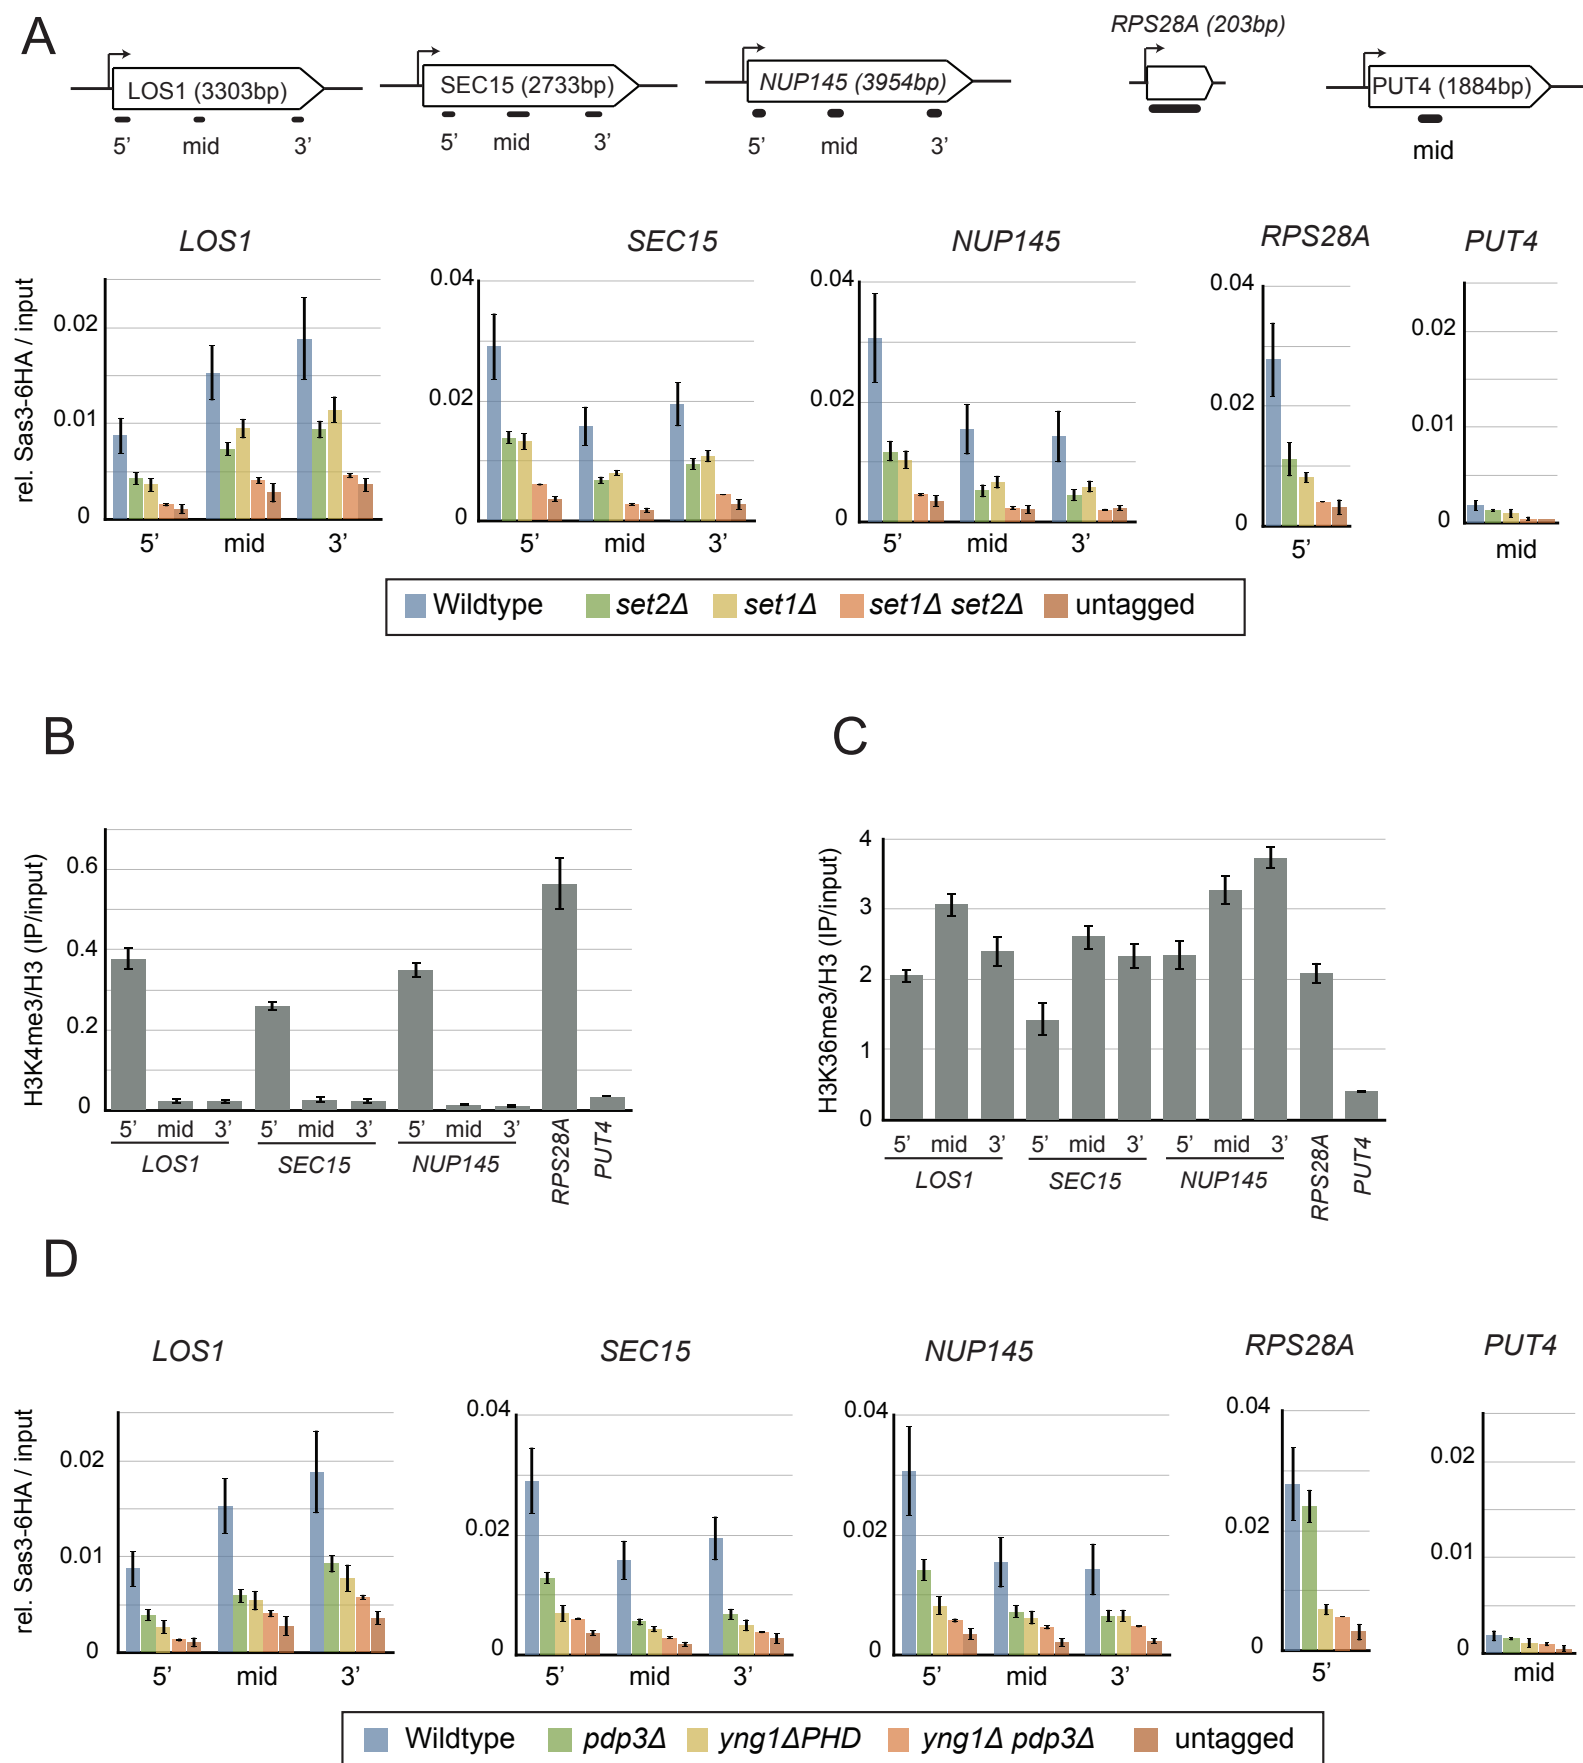 A
RPS28A (203bp)
LOS1 (3303bp)
SEC15 (2733bp)
NUP145 (3954bp)
PUT4 (1884bp)
5’ mid 3’
5’ mid 3’
5’ mid 3’
mid
LOS1
SEC15
NUP145
RPS28A
PUT4
rel. Sas3-6HA / input
0.02
0.01
0
5’ mid 3’
0.04
0.02
0
5’ mid 3’
0.04
0.02
0
5’ mid 3’
0.04
0.02
0
5’
0.02
0.01
0
mid
Wildtype set2Δ set1Δ set1Δ set2Δ untagged
B
H3K4me3/H3 (IP/input)
0.6
0.4
0.2
0
5’ mid 3’ 5’ mid 3’ 5’ mid 3’
LOS1 SEC15 NUP145 RPS28A PUT4
C
H3K36me3/H3 (IP/input)
4
3
2
1
0
5’ mid 3’ 5’ mid 3’ 5’ mid 3’
LOS1 SEC15 NUP145 RPS28A PUT4
D
LOS1
SEC15
NUP145
RPS28A
PUT4
rel. Sas3-6HA / input
0.02
0.01
0
5’ mid 3’
0.04
0.02
0
5’ mid 3’
0.04
0.02
0
5’ mid 3’
0.04
0.02
0
5’
0.02
0.01
0
mid
Wildtype pdp3Δ yng1ΔPHD yng1Δ pdp3Δ untagged